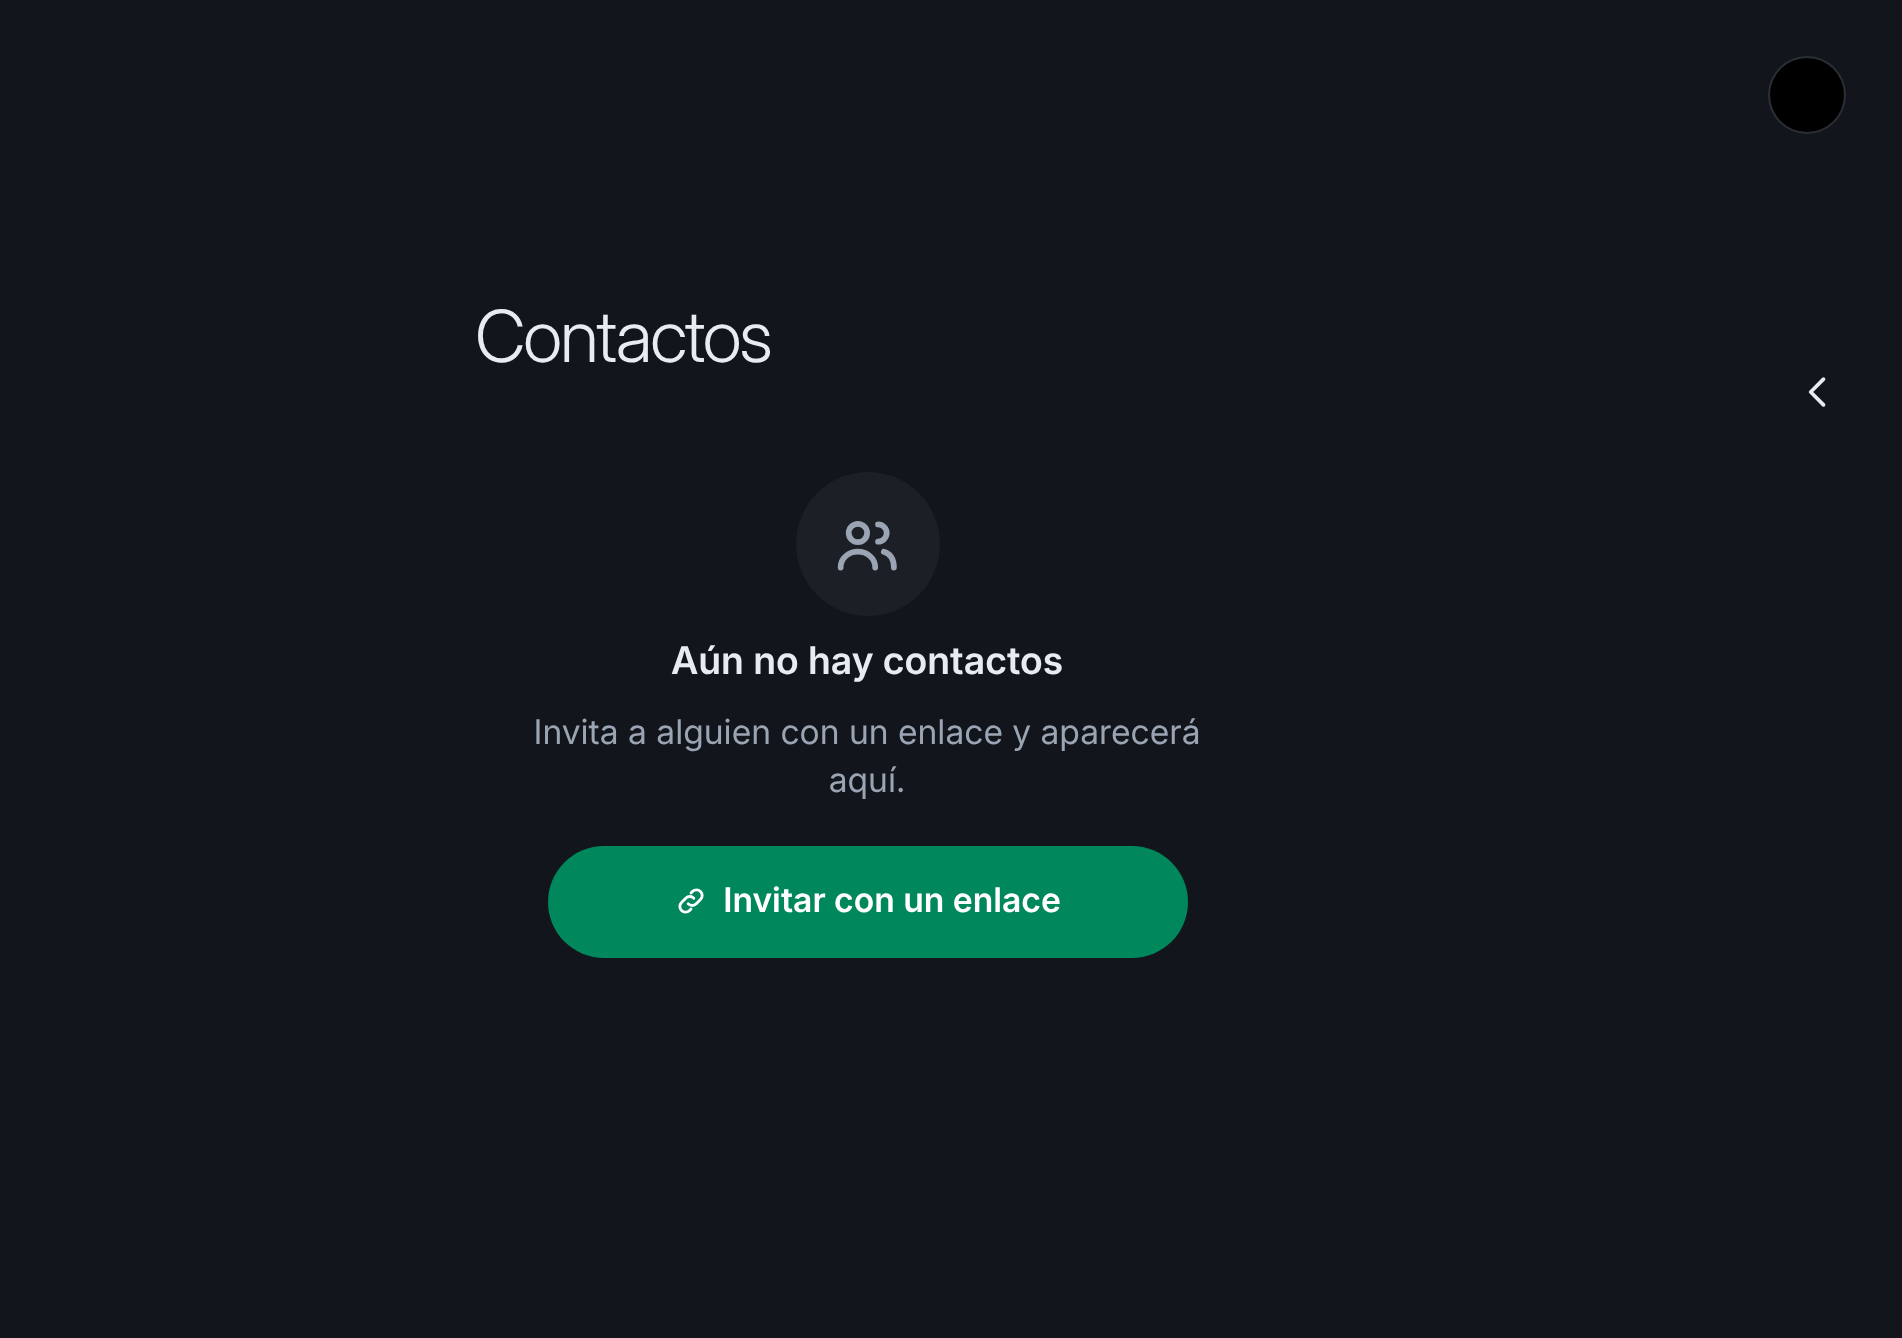 Contactos
Aún no hay contactos
Invita a alguien con un enlace y aparecerá
aquí.
Invitar con un enlace